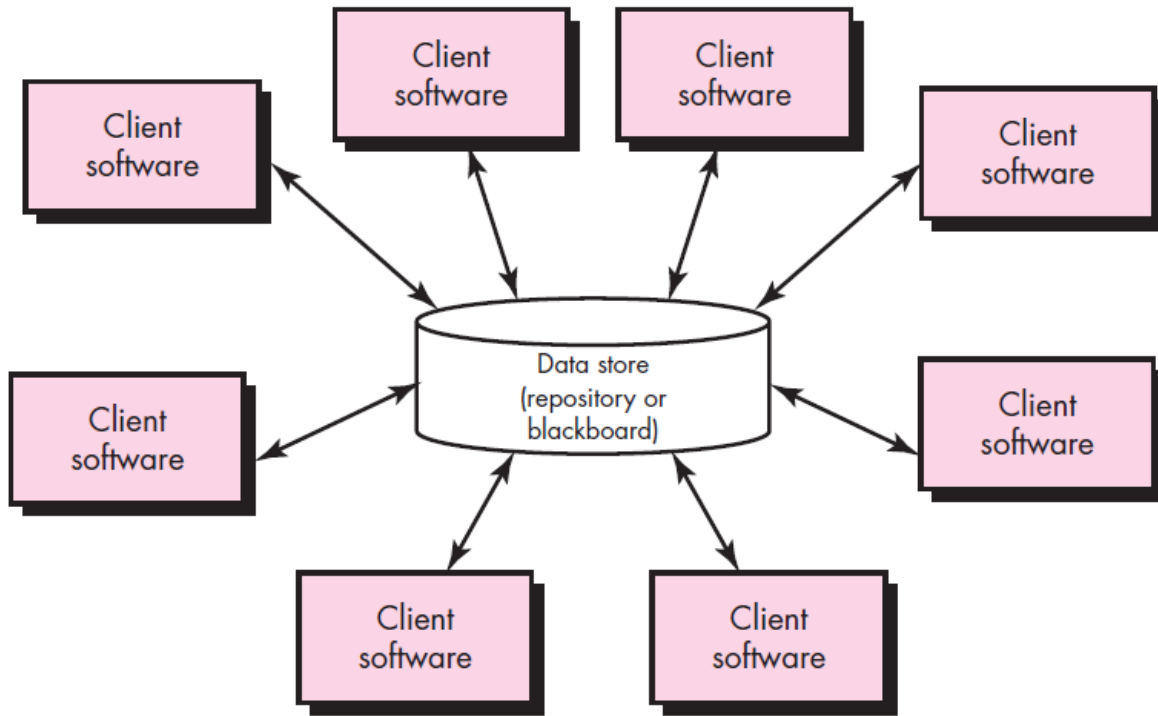 Client
software
Client
software
Client
software
Client
software
Data store
(repository or
blackboard)
Client
software
Client
software
Client
software
Client
software